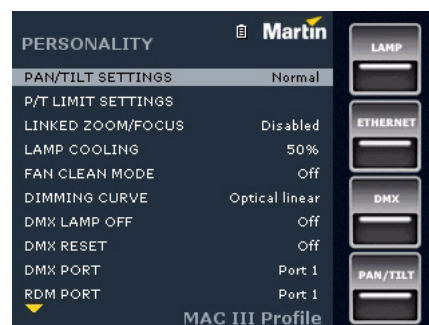 PERSONALITY
Martin
PAN/TILT SETTINGS Normal
P/T LIMIT SETTINGS
LINKED ZOOM/FOCUS Disabled
LAMP COOLING 50%
FAN CLEAN MODE Off
DIMMING CURVE Optical linear
DMX LAMP OFF Off
DMX RESET Off
DMX PORT Port 1
RDM PORT Port 1
MAC III Profile
LAMP
ETHERNET
DMX
PAN/TILT